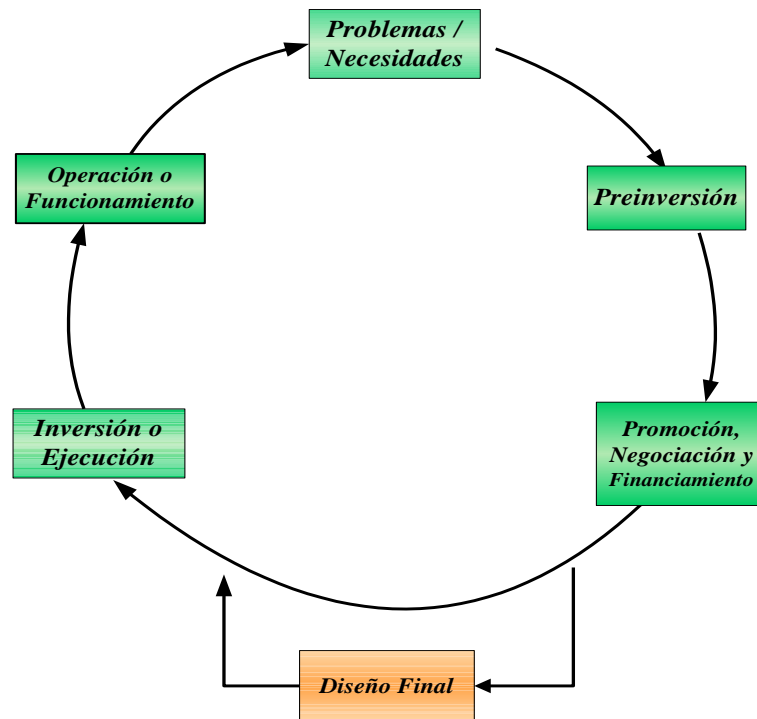 Problemas /
Necesidades
Operación o
Funcionamiento
Preinversión
Inversión o
Ejecución
Promoción,
Negociación y
Financiamiento
Diseño Final